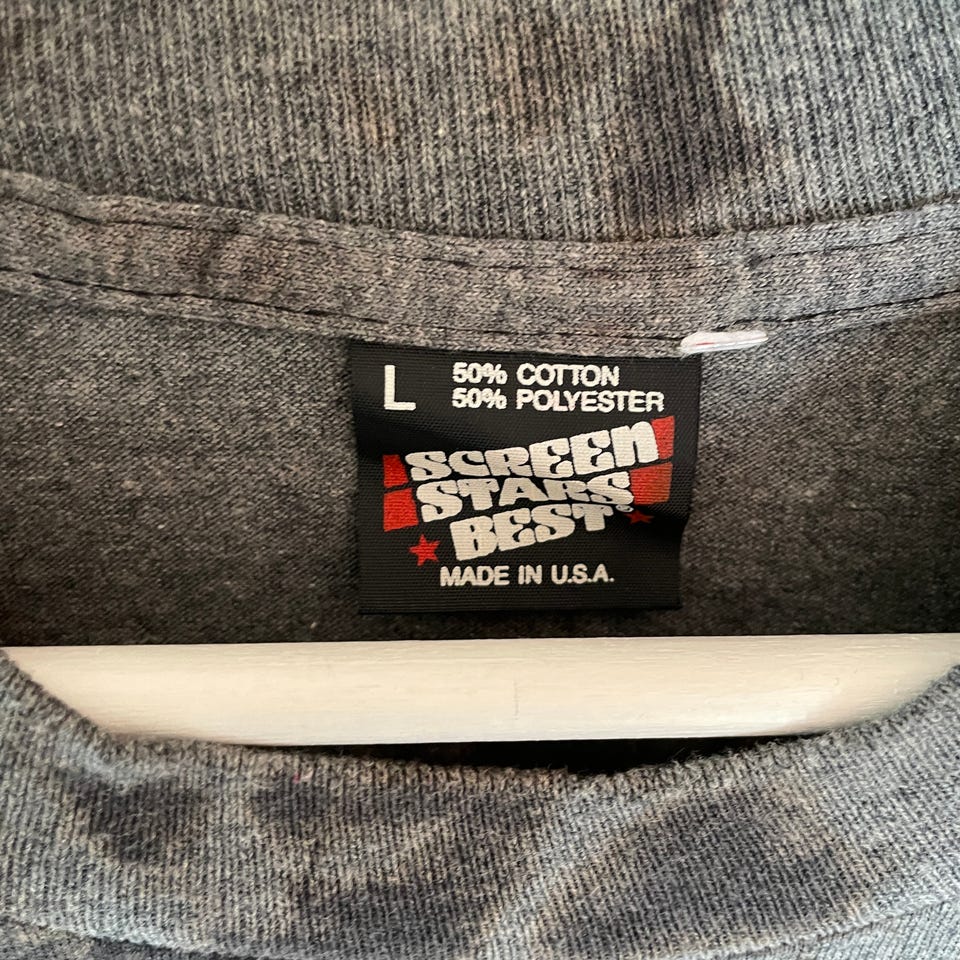 L
50% COTTON
50% POLYESTER
SCREEN
STARS
BEST
MADE IN U.S.A.